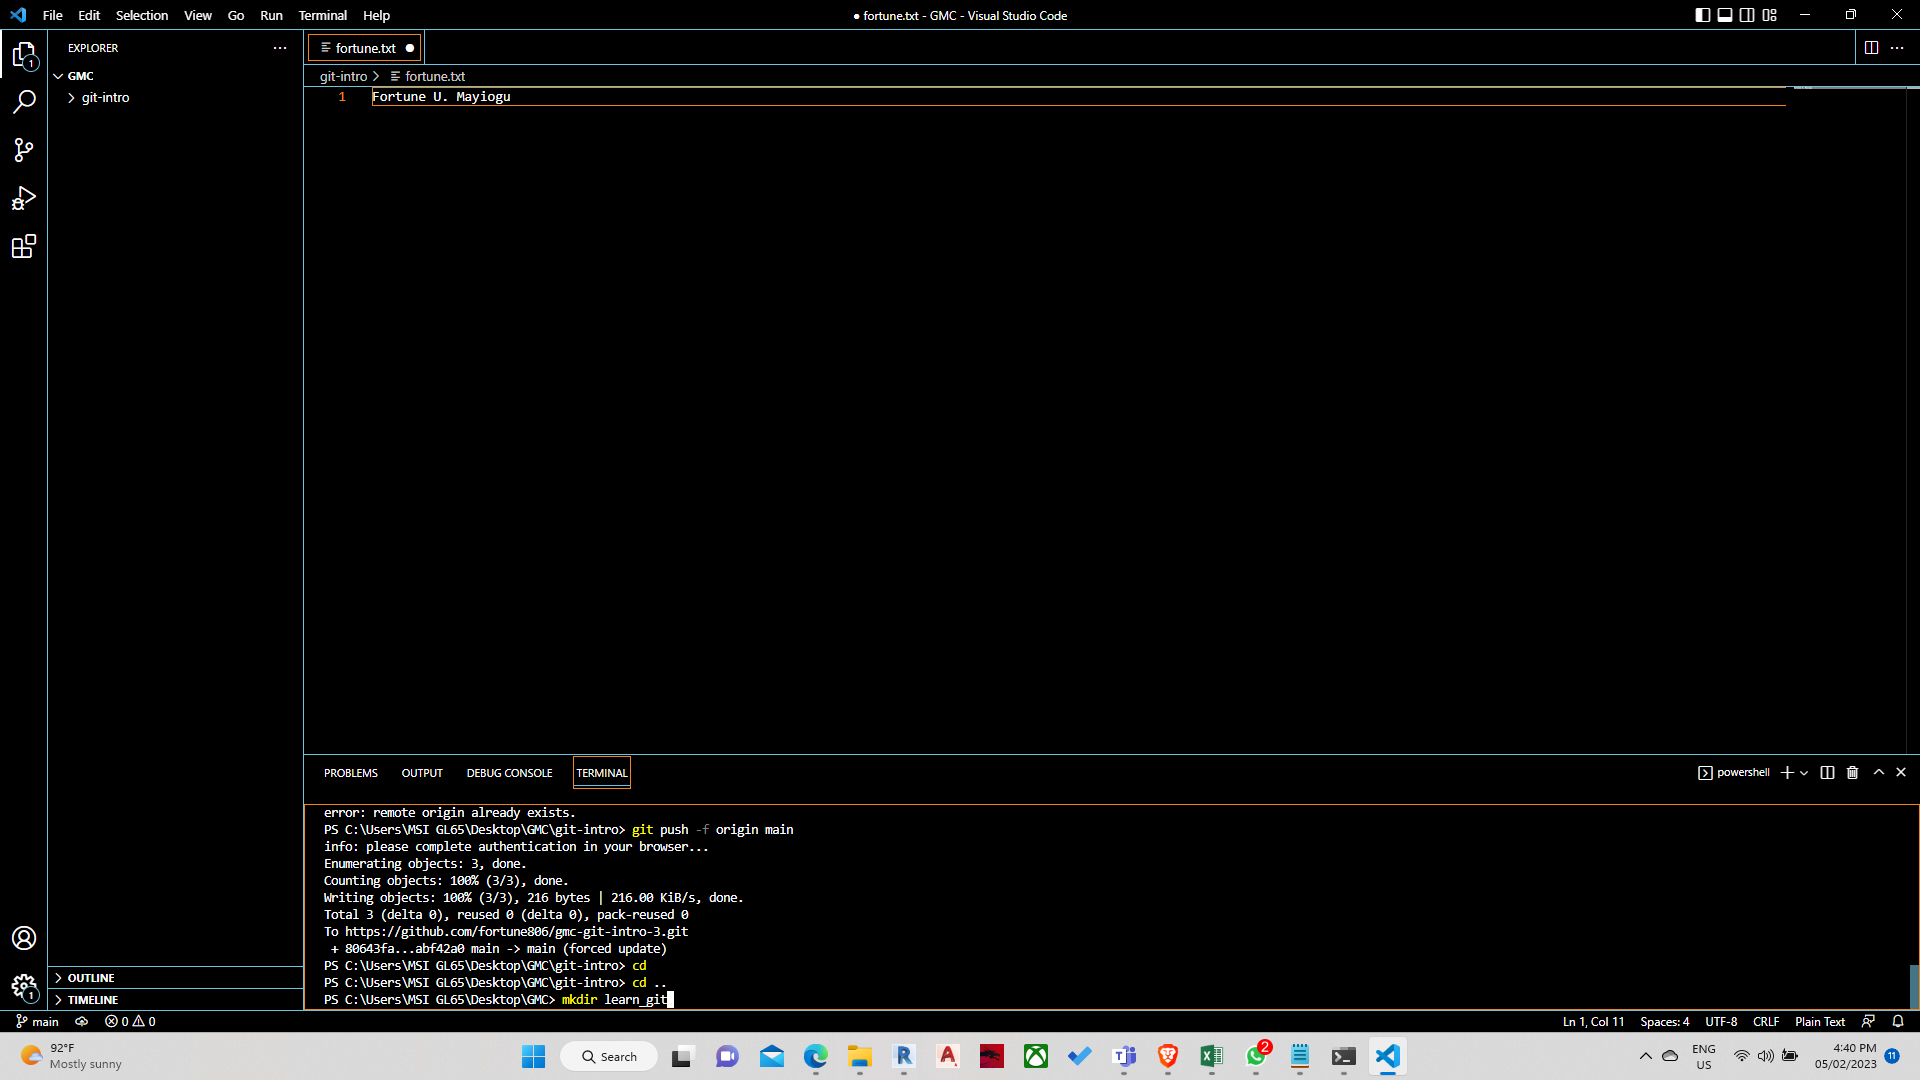 File Edit Selection View Go Run Terminal Help
● fortune.txt - GMC - Visual Studio Code
EXPLORER
GMC
git-intro
1
fortune.txt
git-intro > fortune.txt
1 Fortune U. Mayiogu
PROBLEMS OUTPUT DEBUG CONSOLE TERMINAL
powershell
error: remote origin already exists.
PS C:\Users\MSI GL65\Desktop\GMC\git-intro> git push -f origin main
info: please complete authentication in your browser...
Enumerating objects: 3, done.
Counting objects: 100% (3/3), done.
Writing objects: 100% (3/3), 216 bytes | 216.00 KiB/s, done.
Total 3 (delta 0), reused 0 (delta 0), pack-reused 0
To https://github.com/fortune806/gmc-git-intro-3.git
+ 80643fa...abf42a0 main -> main (forced update)
PS C:\Users\MSI GL65\Desktop\GMC\git-intro> cd
PS C:\Users\MSI GL65\Desktop\GMC\git-intro> cd ..
PS C:\Users\MSI GL65\Desktop\GMC> mkdir learn_git
OUTLINE
TIMELINE
1
main
0 0
Ln 1, Col 11 Spaces: 4 UTF-8 CRLF Plain Text
92°F
Mostly sunny
Search
R
A
2
ENG
US
4:40 PM
05/02/2023
11